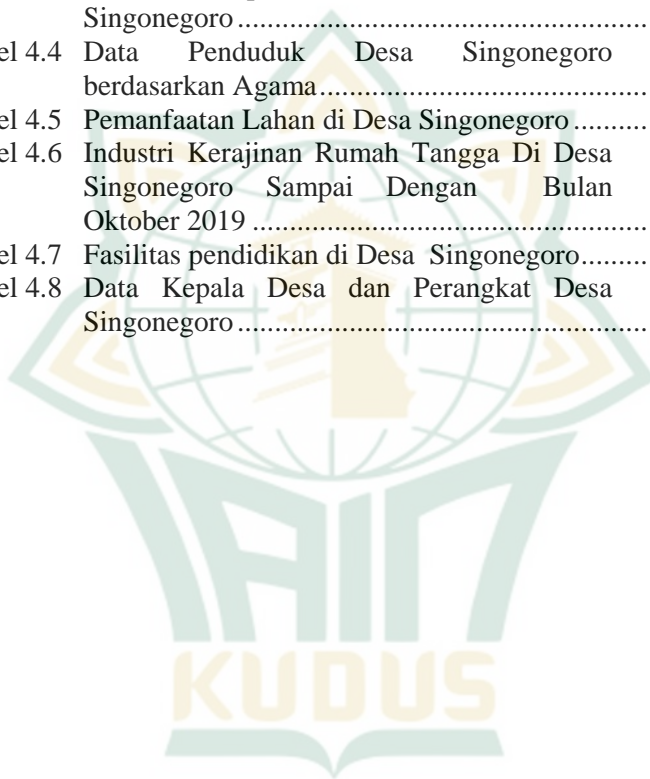 Singonegoro ......................................................
el 4.4 Data Penduduk Desa Singonegoro
berdasarkan Agama...........................................
el 4.5 Pemanfaatan Lahan di Desa Singonegoro ..........
el 4.6 Industri Kerajinan Rumah Tangga Di Desa
Singonegoro Sampai Dengan Bulan
Oktober 2019 ....................................................
el 4.7 Fasilitas pendidikan di Desa Singonegoro.........
el 4.8 Data Kepala Desa dan Perangkat Desa
Singonegoro ......................................................
IAIN
KUDUS